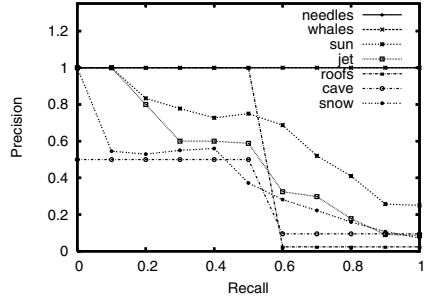 needles
whales
sun
jet
roofs
cave
snow
1.2
1
0.8
0.6
0.4
0.2
0
Precision
0 0.2 0.4 0.6 0.8 1
Recall